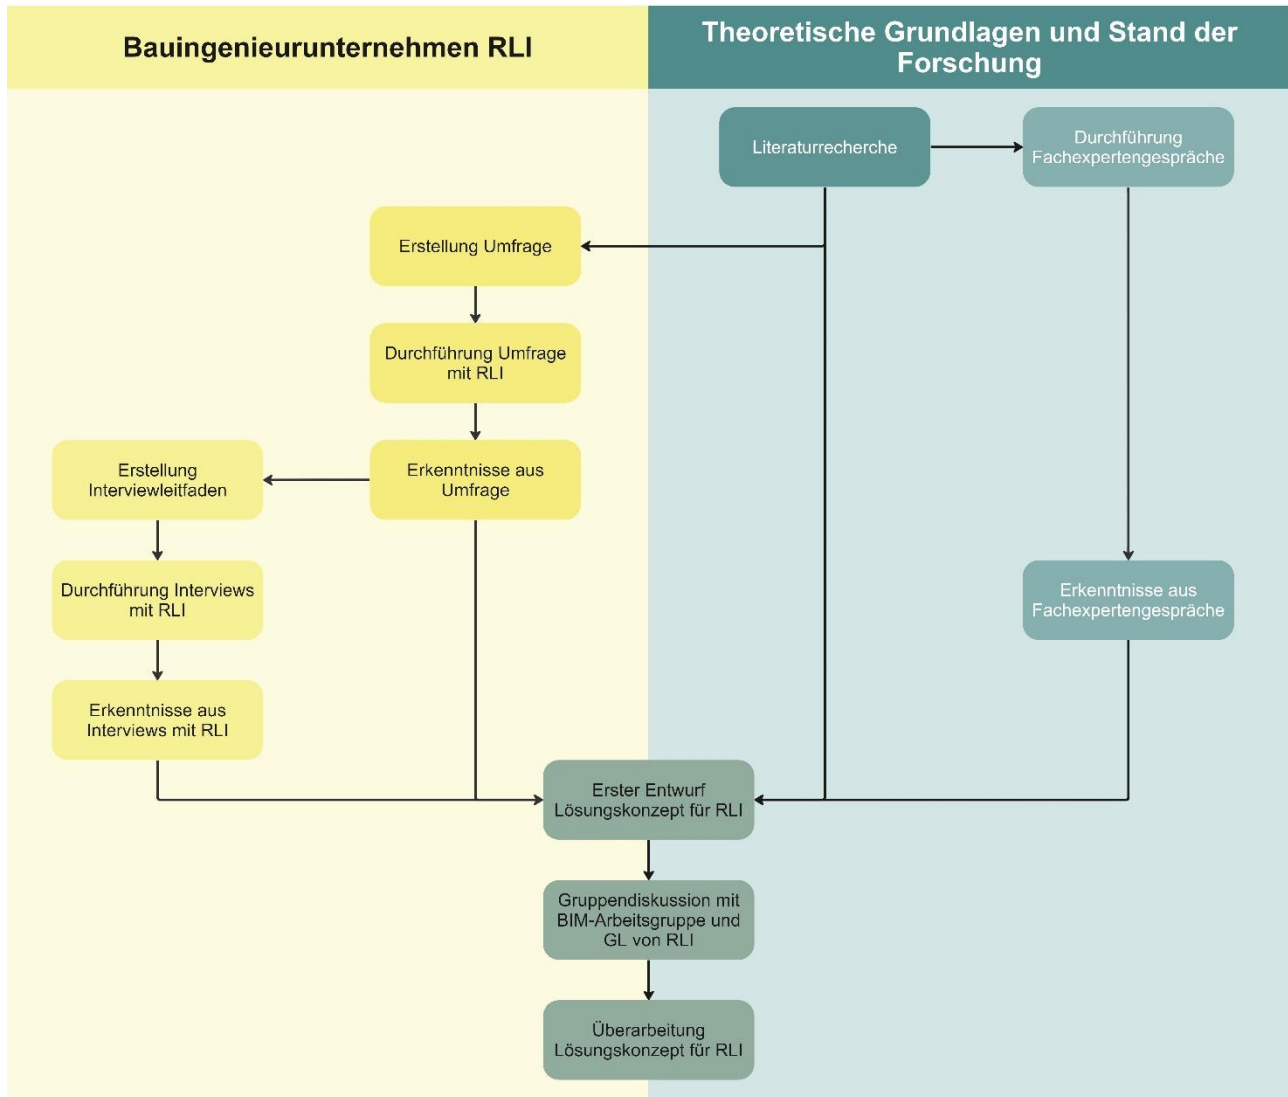 Bauingenieurunternehmen RLI
Theoretische Grundlagen und Stand der
Forschung
Literaturrecherche
Durchführung
Fachexpertengespräche
Erstellung Umfrage
Durchführung Umfrage
mit RLI
Erstellung
Interviewleitfaden
Erkenntnisse aus
Umfrage
Durchführung Interviews
mit RLI
Erkenntnisse aus
Fachexpertengespräche
Erkenntnisse aus
Interviews mit RLI
Erster Entwurf
Lösungskonzept für RLI
Gruppendiskussion mit
BIM-Arbeitsgruppe und
GL von RLI
Überarbeitung
Lösungskonzept für RLI